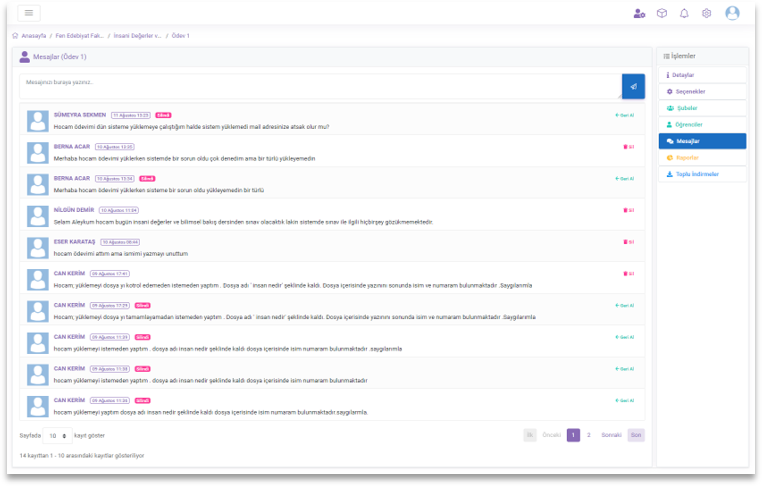 Anasayfa / Fen Edebiyat Fak... / İnsani Değerler v... / Ödev 1
Mesajlar (Ödev 1)
Mesajınızı buraya yazınız..
SÜMEYRA SEKMEN 11 Ağustos 13:23 Silindi
Geri Al
Hocam ödevimi dün sisteme yüklemeye çalıştığım halde sistem yüklemedi mail adresinize atsak olur mu?
BERNA ACAR 10 Ağustos 13:35
Sil
Merhaba hocam ödevimi yüklerken sistemde bir sorun oldu çok denedim ama bir türlü yükleyemedin
BERNA ACAR 10 Ağustos 13:34 Silindi
Geri Al
Merhaba hocam ödevimi yüklerken sisteme bir sorun oldu yükleyemedin bir türlü
NİLGÜN DEMİR 10 Ağustos 11:04
Sil
Selam Aleykum hocam bugün insani değerler ve bilimsel bakış dersinden sınav olacaktık lakin sistemde sınav ile ilgili hiçbirşey gözükmemektedir.
ESER KARATAŞ 10 Ağustos 00:44
Sil
hocam ödevimi attım ama ismimi yazmayı unuttum
CAN KERİM 09 Ağustos 17:41
Sil
Hocam; yüklemeyi dosya yı kotrol edemeden istemeden yaptım . Dosya adı ' insan nedir' şeklinde kaldı. Dosya içerisinde yazınını sonunda isim ve numaram bulunmaktadır .Saygılarımla
CAN KERİM 09 Ağustos 17:39 Silindi
Geri Al
Hocam; yüklemeyi dosya yı tamamlayamadan istemeden yaptım . Dosya adı ' insan nedir' şeklinde kaldı. Dosya içerisinde yazınını sonunda isim ve numaram bulunmaktadır .Saygılarımla
CAN KERİM 09 Ağustos 11:38 Silindi
Geri Al
hocam yüklemeyi istemeden yaptım . dosya adı insan nedir şeklinde kaldı dosya içerisinde isim numaram bulunmaktadır .saygılarımla
CAN KERİM 09 Ağustos 11:38 Silindi
Geri Al
hocam yüklemeyi istemeden yaptım . dosya adı insan nedir şeklinde kaldı dosya içerisinde isim numaram bulunmaktadır
CAN KERİM 09 Ağustos 11:36 Silindi
Geri Al
hocam yüklemeyi yaptım dosya adı insan nedir şeklinde kaldı dosya içerisinde isim numaram bulunmaktadır.saygılarımla.
Sayfada 10 kayıt göster
İlk Önceki 1 2 Sonraki Son
14 kayıttan 1 - 10 arasındaki kayıtlar gösteriliyor
İşlemler
Detaylar
Seçenekler
Şubeler
Öğrenciler
Mesajlar
Raporlar
Toplu İndirmeler